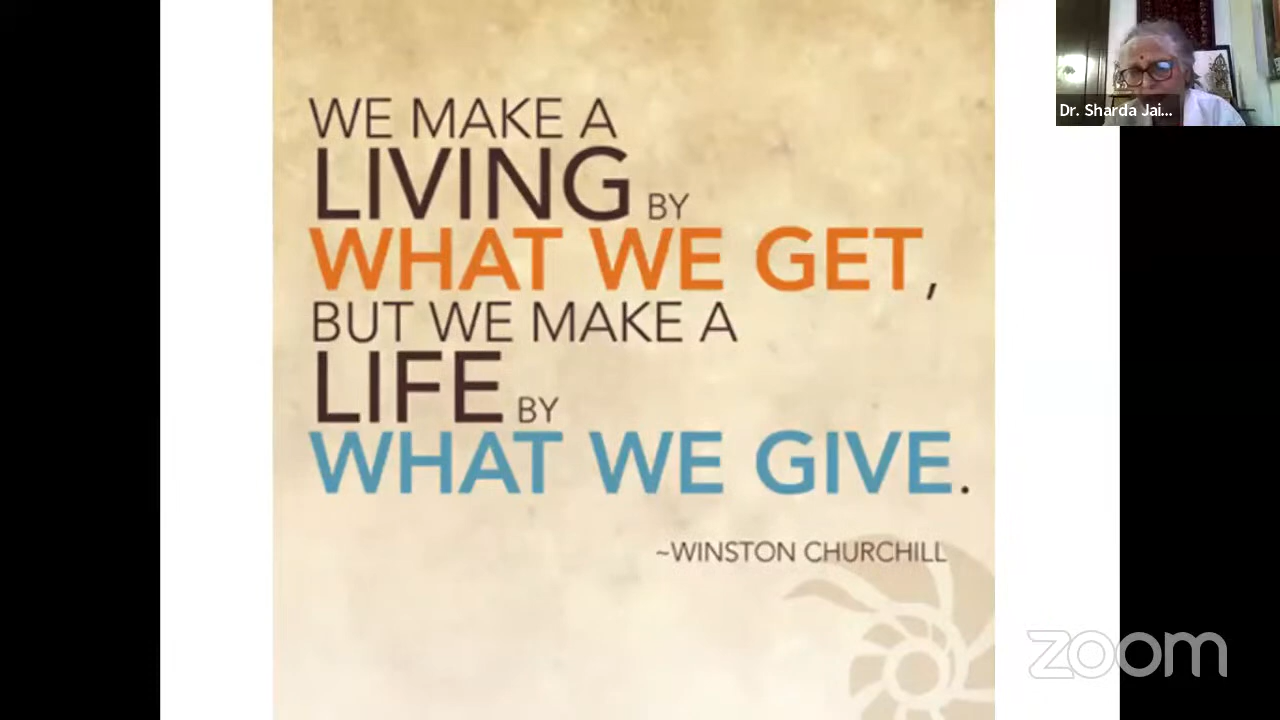 WE MAKE A
LIVING BY
WHAT WE GET,
BUT WE MAKE A
LIFE BY
WHAT WE GIVE.
~WINSTON CHURCHILL
Dr. Sharda Jai...
zoom